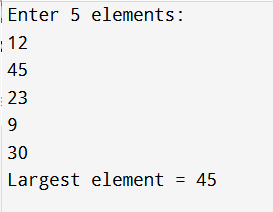 Enter 5 elements:
12
45
23
9
30
Largest element = 45